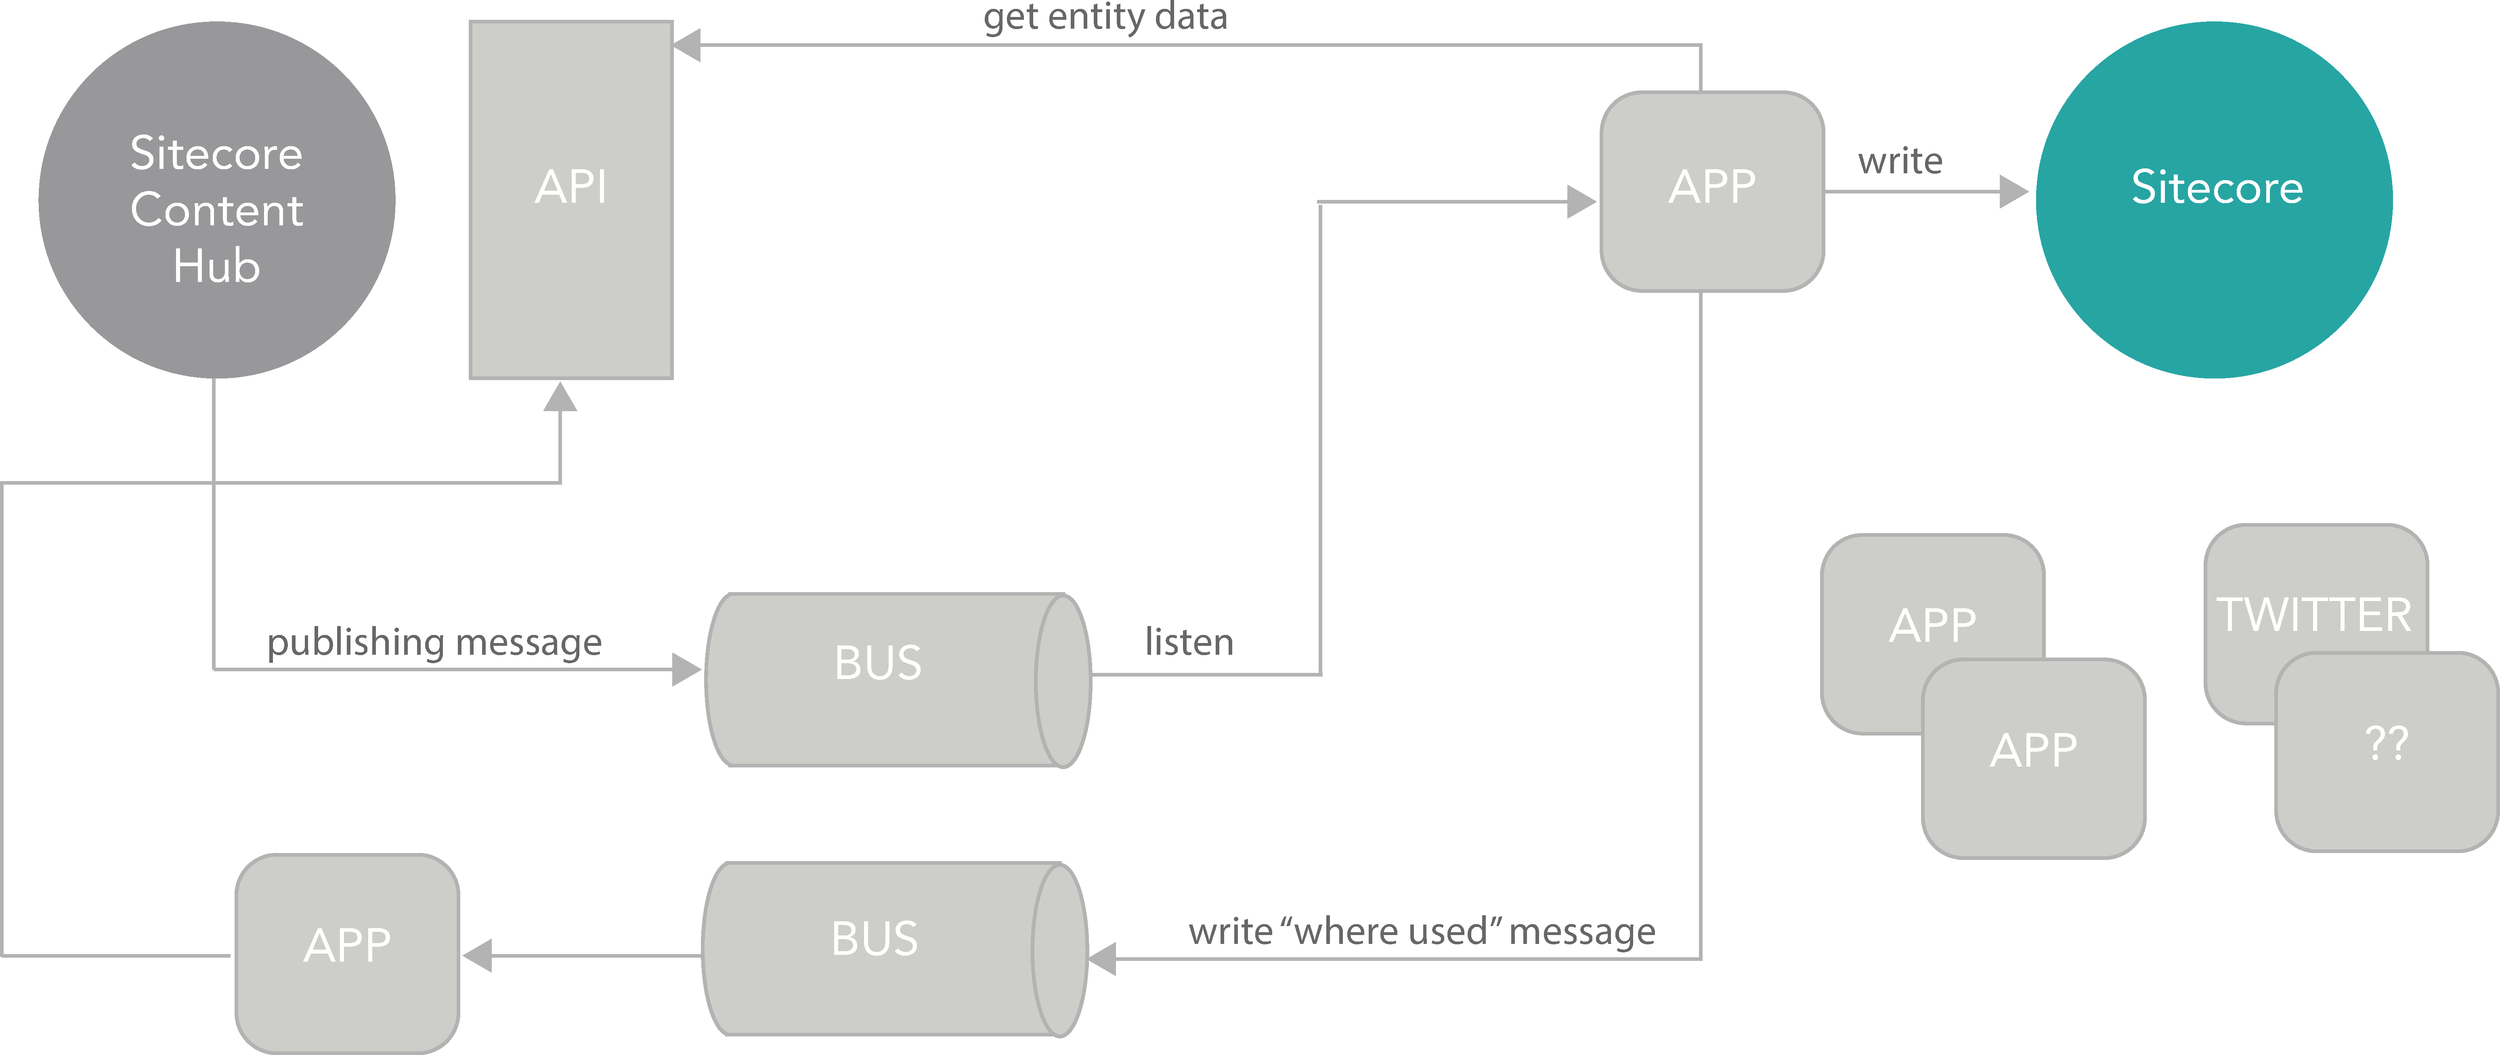 get entity data
Sitecore
Content
Hub
API
APP
write
Sitecore
publishing message
BUS
listen
APP
APP
TWITTER
??
APP
BUS
write “where used” message